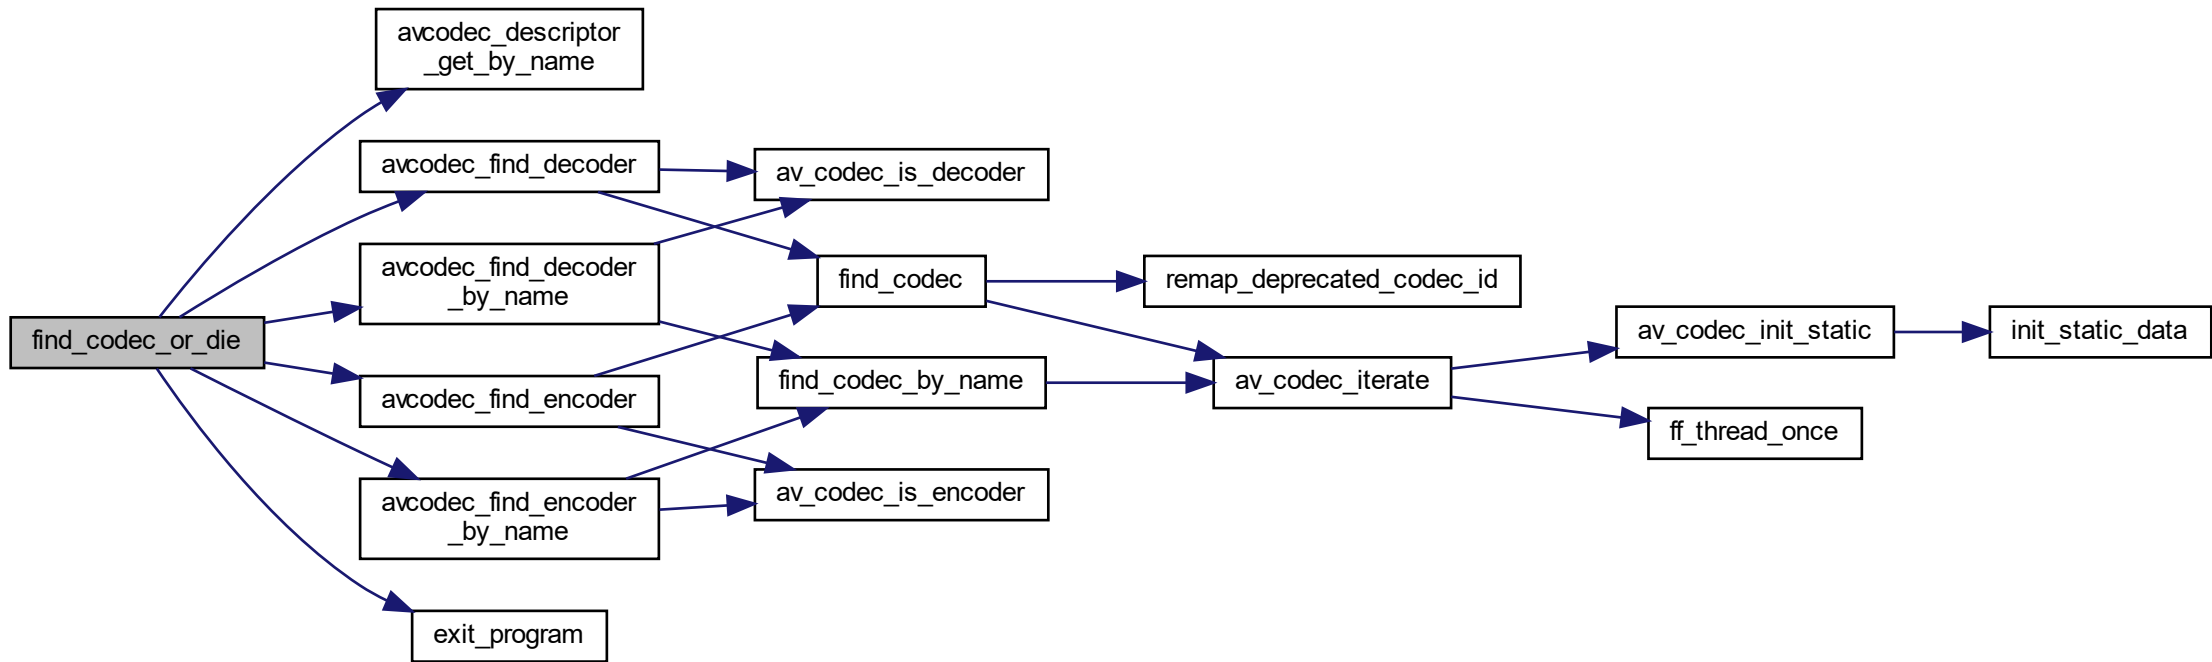 avcodec_descriptor
_get_by_name
avcodec_find_decoder
av_codec_is_decoder
avcodec_find_decoder
_by_name
find_codec
remap_deprecated_codec_id
find_codec_or_die
av_codec_init_static
init_static_data
avcodec_find_encoder
find_codec_by_name
av_codec_iterate
ff_thread_once
avcodec_find_encoder
_by_name
av_codec_is_encoder
exit_program